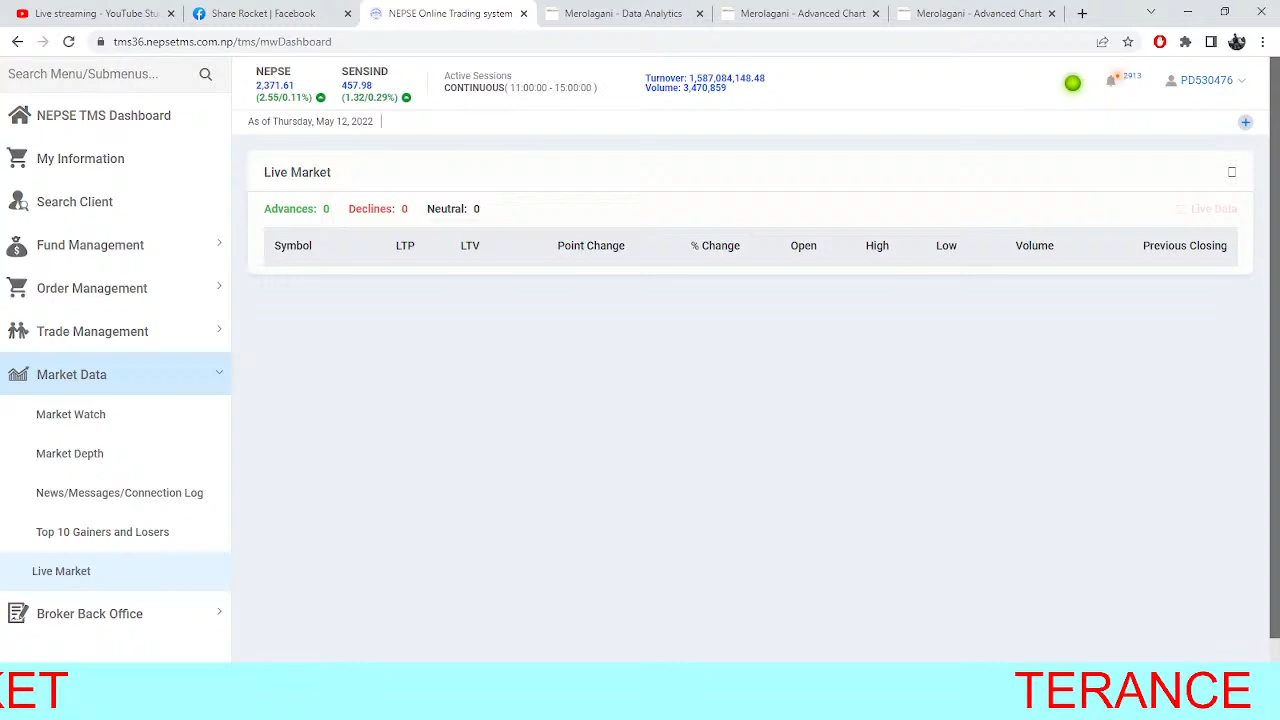 Live streaming - YouTube Stu
Share Rocket | Facebook
NEPSE Online Trading system
Merolagani - Data Analytics
Merolagani - Advanced Chart
Merolagani - Advanced Chart
tms36.nepsetms.com.np/tms/mwDashboard
Search Menu/Submenus...
NEPSE
2,371.61
(2.55/0.11%)
SENSIND
457.98
(1.32/0.29%)
Active Sessions
CONTINUOUS( 11:00:00 - 15:00:00 )
Turnover: 1,587,084,148.48
Volume: 3,470,859
2913
PD530476
As of Thursday, May 12, 2022
NEPSE TMS Dashboard
My Information
Search Client
Fund Management
Order Management
Trade Management
Market Data
Market Watch
Market Depth
News/Messages/Connection Log
Top 10 Gainers and Losers
Live Market
Broker Back Office
Live Market
Advances: 0 Declines: 0 Neutral: 0
Live Data
Symbol LTP LTV Point Change % Change Open High Low Volume Previous Closing
KET TERANCE